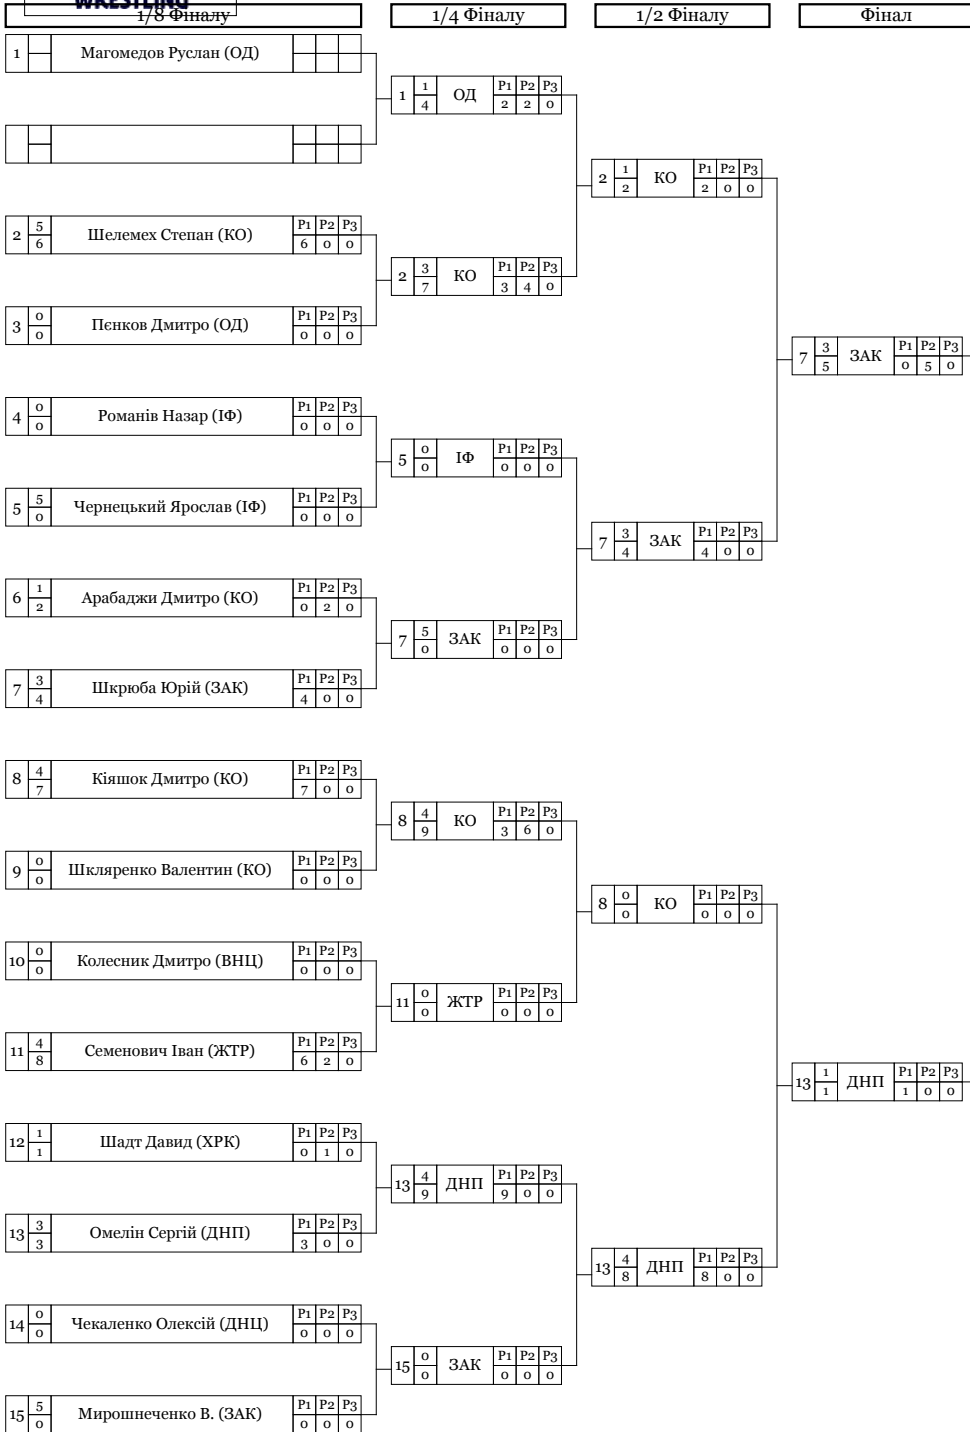 WRESTLING
1/8 Фіналу 1/4 Фіналу 1/2 Фіналу Фінал
1 Магомедов Руслан (ОД)
1 1 ОД P1 P2 P3
4 2 2 0
2 1 КО P1 P2 P3
2 2 0 0
2 5 Шелемех Степан (КО) P1 P2 P3
6 6 0 0
2 3 КО P1 P2 P3
7 3 4 0
3 0 Пєнков Дмитро (ОД) P1 P2 P3
0 0 0 0
7 3 ЗАК P1 P2 P3
5 0 5 0
4 0 Романів Назар (ІФ) P1 P2 P3
0 0 0 0
5 0 ІФ P1 P2 P3
0 0 0 0
5 5 Чернецький Ярослав (ІФ) P1 P2 P3
0 0 0 0
7 3 ЗАК P1 P2 P3
4 4 0 0
6 1 Арабаджи Дмитро (КО) P1 P2 P3
2 0 2 0
7 5 ЗАК P1 P2 P3
0 0 0 0
7 3 Шкрюба Юрій (ЗАК) P1 P2 P3
4 4 0 0
8 4 Кіяшок Дмитро (КО) P1 P2 P3
7 7 0 0
8 4 КО P1 P2 P3
9 3 6 0
9 0 Шкляренко Валентин (КО) P1 P2 P3
0 0 0 0
8 0 КО P1 P2 P3
0 0 0 0
10 0 Колесник Дмитро (ВНЦ) P1 P2 P3
0 0 0 0
11 0 ЖТР P1 P2 P3
0 0 0 0
11 4 Семенович Іван (ЖТР) P1 P2 P3
8 6 2 0
13 1 ДНП P1 P2 P3
1 1 0 0
12 1 Шадт Давид (ХРК) P1 P2 P3
1 0 1 0
13 4 ДНП P1 P2 P3
9 9 0 0
13 3 Омелін Сергій (ДНП) P1 P2 P3
3 3 0 0
13 4 ДНП P1 P2 P3
8 8 0 0
14 0 Чекаленко Олексій (ДНЦ) P1 P2 P3
0 0 0 0
15 0 ЗАК P1 P2 P3
0 0 0 0
15 5 Мирошнеченко В. (ЗАК) P1 P2 P3
0 0 0 0